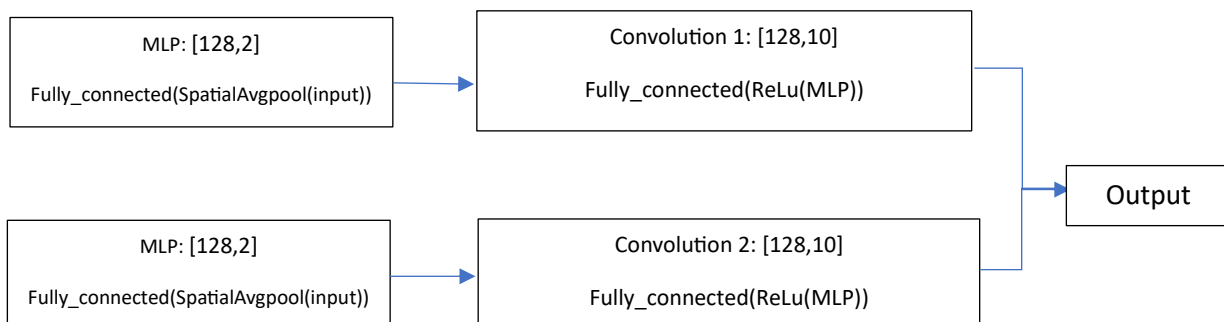 MLP: [128,2]
Fully_connected(SpatialAvgpool(input))
Convolution 1: [128,10]
Fully_connected(ReLu(MLP))
Output
MLP: [128,2]
Fully_connected(SpatialAvgpool(input))
Convolution 2: [128,10]
Fully_connected(ReLu(MLP))